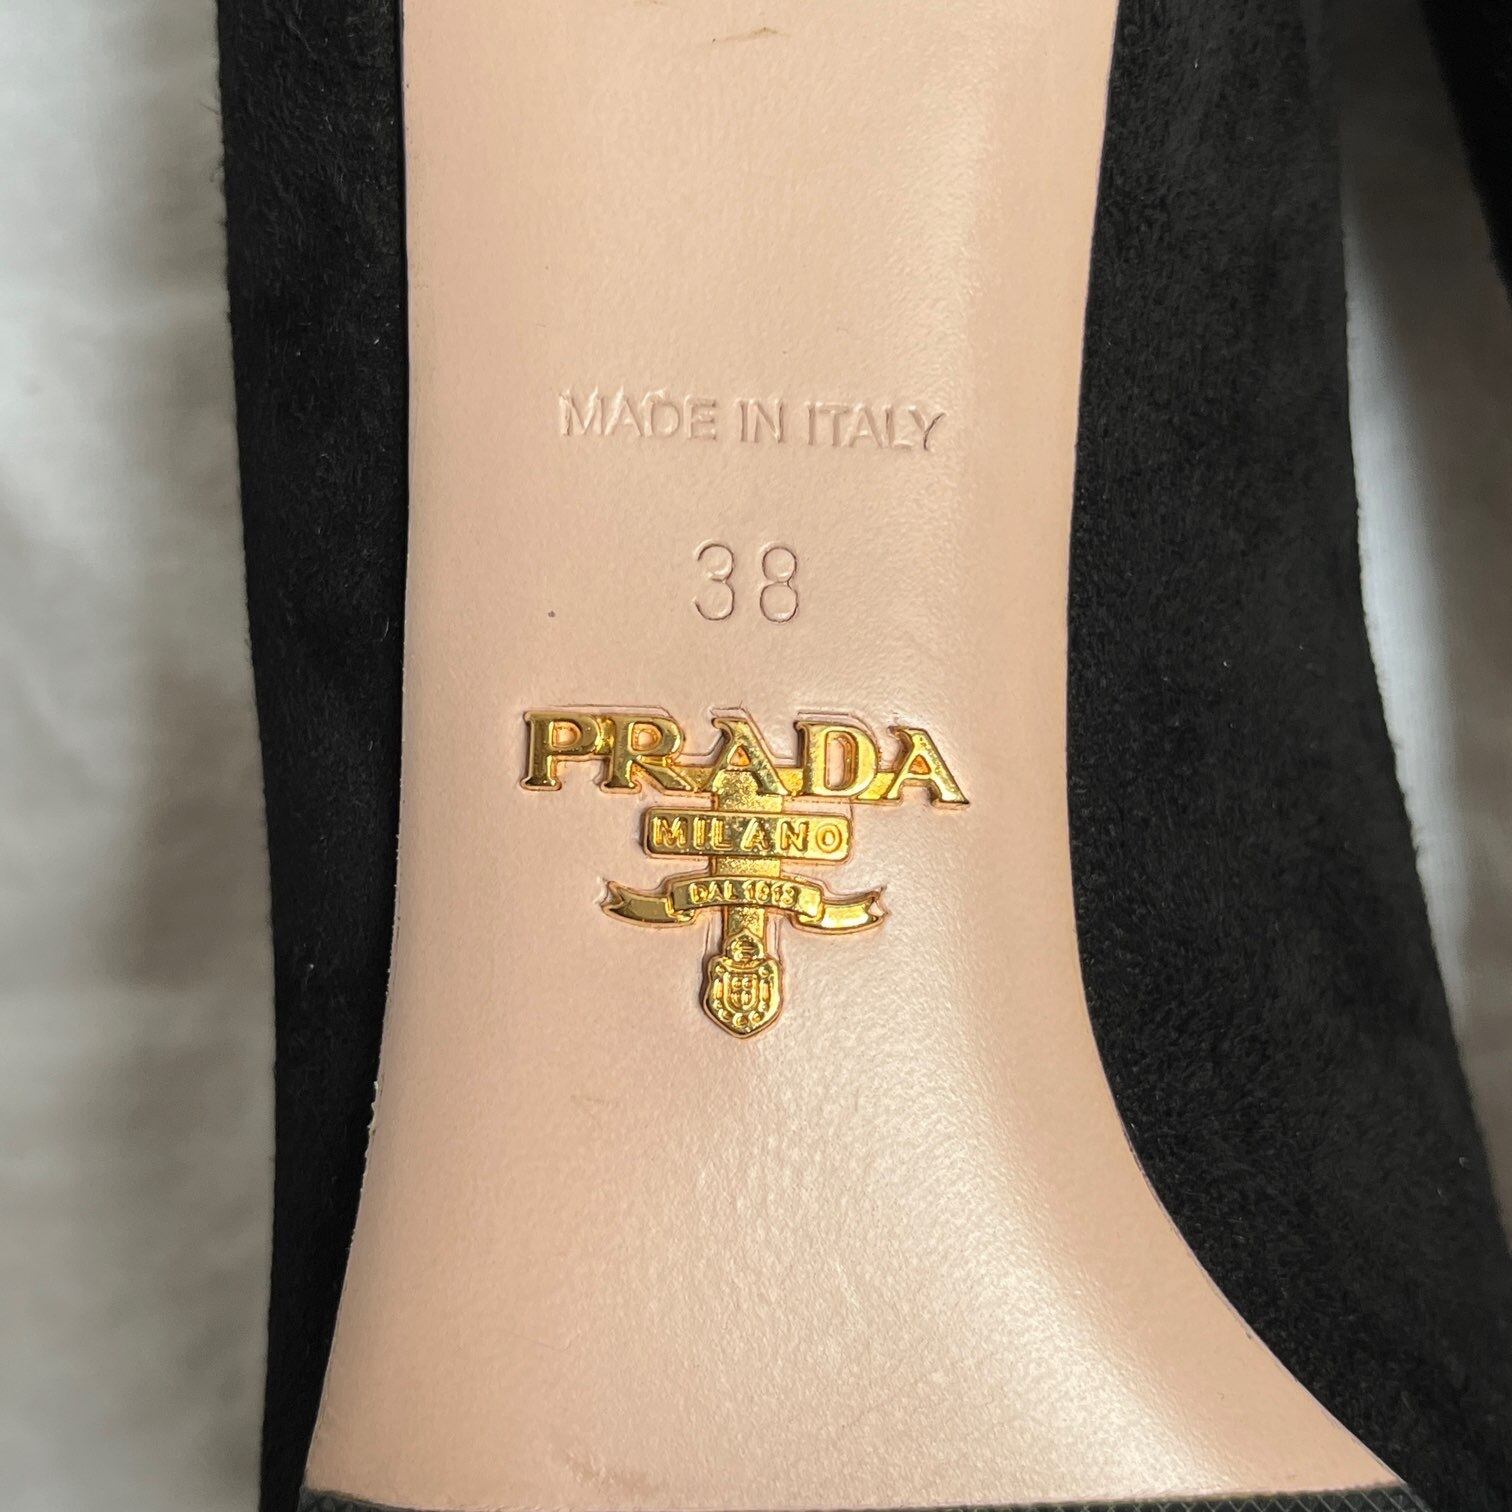 MADE IN ITALY
38
PRADA
MILANO
DAL 1913